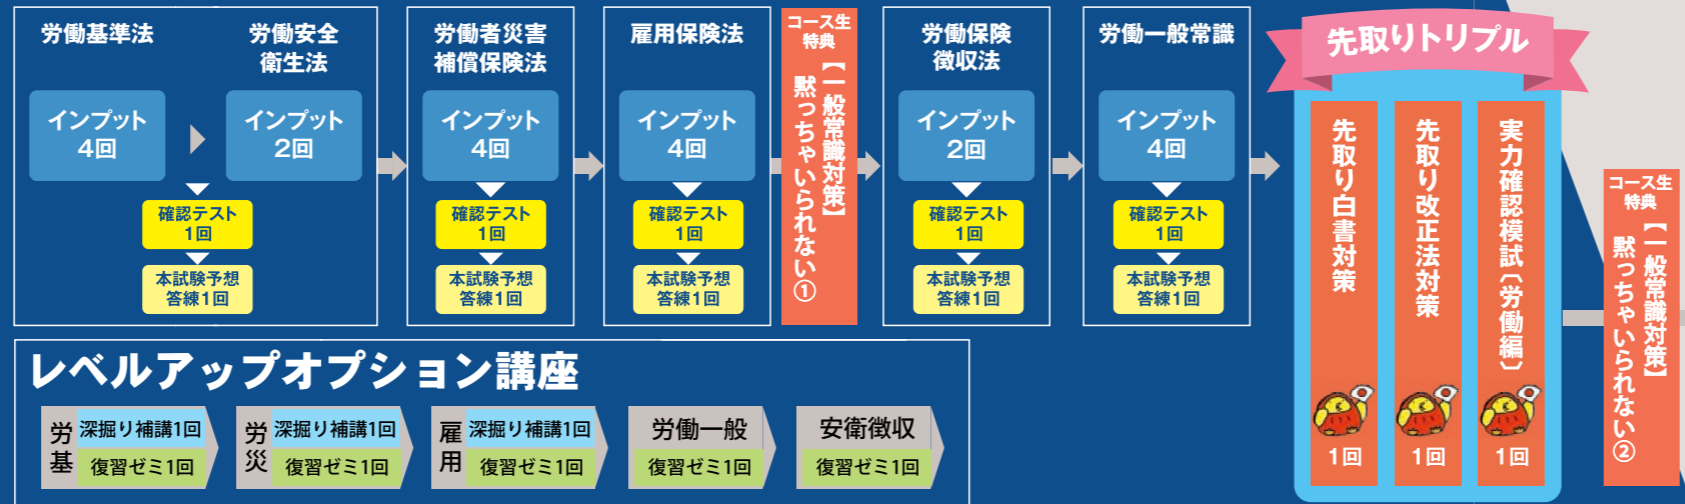 労働基準法
インプット
4回
労働安全
衛生法
インプット
2回
確認テスト
1回
本試験予想
答練1回
労働者災害
補償保険法
インプット
4回
確認テスト
1回
本試験予想
答練1回
雇用保険法
インプット
4回
確認テスト
1回
本試験予想
答練1回
コース生
特典
【一般常識対策】
黙っちゃいられない①
労働保険
徴収法
インプット
2回
確認テスト
1回
本試験予想
答練1回
労働一般常識
インプット
4回
確認テスト
1回
本試験予想
答練1回
先取りトリプル
先取り白書対策
1回
先取り改正法対策
1回
実力確認模試〔労働編〕
1回
コース生
特典
【一般常識対策】
黙っちゃいられない②
レベルアップオプション講座
労基
深掘り補講1回
復習ゼミ1回
労災
深掘り補講1回
復習ゼミ1回
雇用
深掘り補講1回
復習ゼミ1回
労働一般
復習ゼミ1回
安衛徴収
復習ゼミ1回